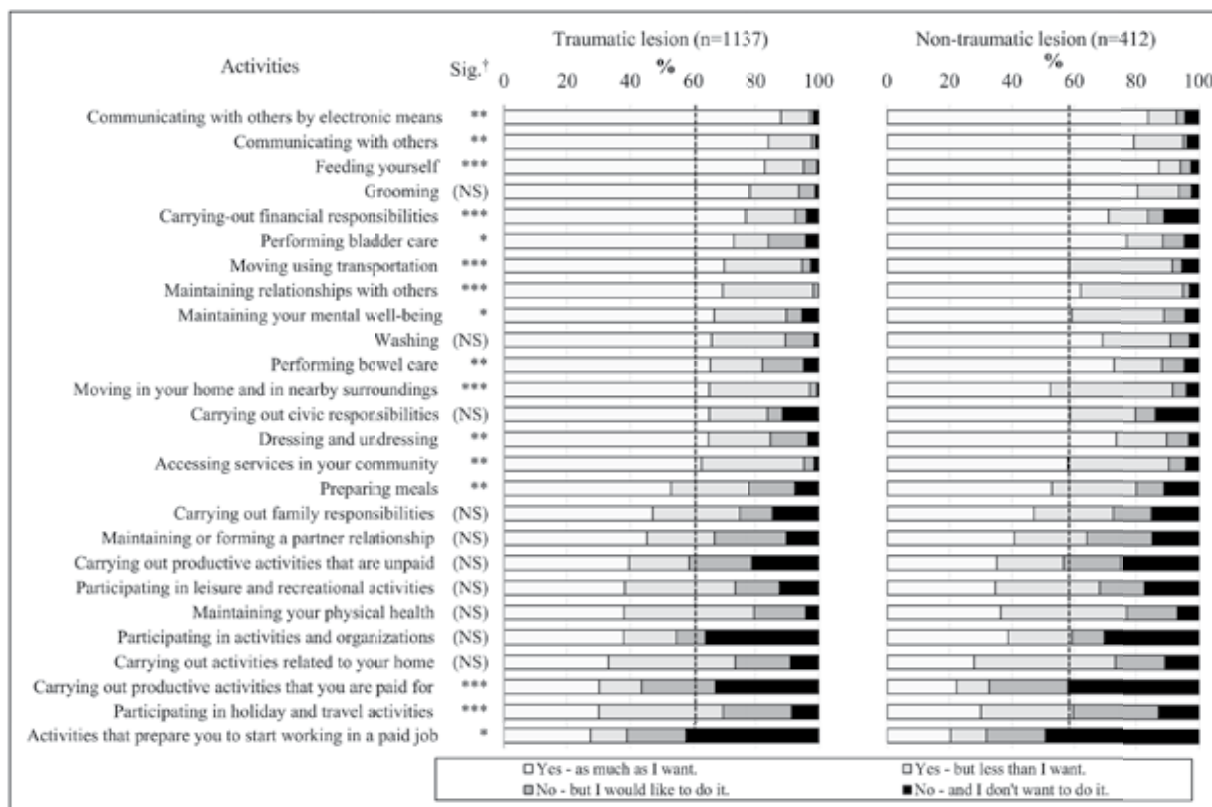 Traumatic lesion (n=1137) Non-traumatic lesion (n=412)
Activities Sig.† % %
0 20 40 60 80 100 0 20 40 60 80 100
Communicating with others by electronic means **
Communicating with others **
Feeding yourself ***
Grooming (NS)
Carrying-out financial responsibilities ***
Performing bladder care *
Moving using transportation ***
Maintaining relationships with others ***
Maintaining your mental well-being *
Washing (NS)
Performing bowel care **
Moving in your home and in nearby surroundings ***
Carrying out civic responsibilities (NS)
Dressing and undressing **
Accessing services in your community **
Preparing meals **
Carrying out family responsibilities (NS)
Maintaining or forming a partner relationship (NS)
Carrying out productive activities that are unpaid (NS)
Participating in leisure and recreational activities (NS)
Maintaining your physical health (NS)
Participating in activities and organizations (NS)
Carrying out activities related to your home (NS)
Carrying out productive activities that you are paid for ***
Participating in holiday and travel activities ***
Activities that prepare you to start working in a paid job *
Yes - as much as I want. Yes - but less than I want.
No - but I would like to do it. No - and I don't want to do it.